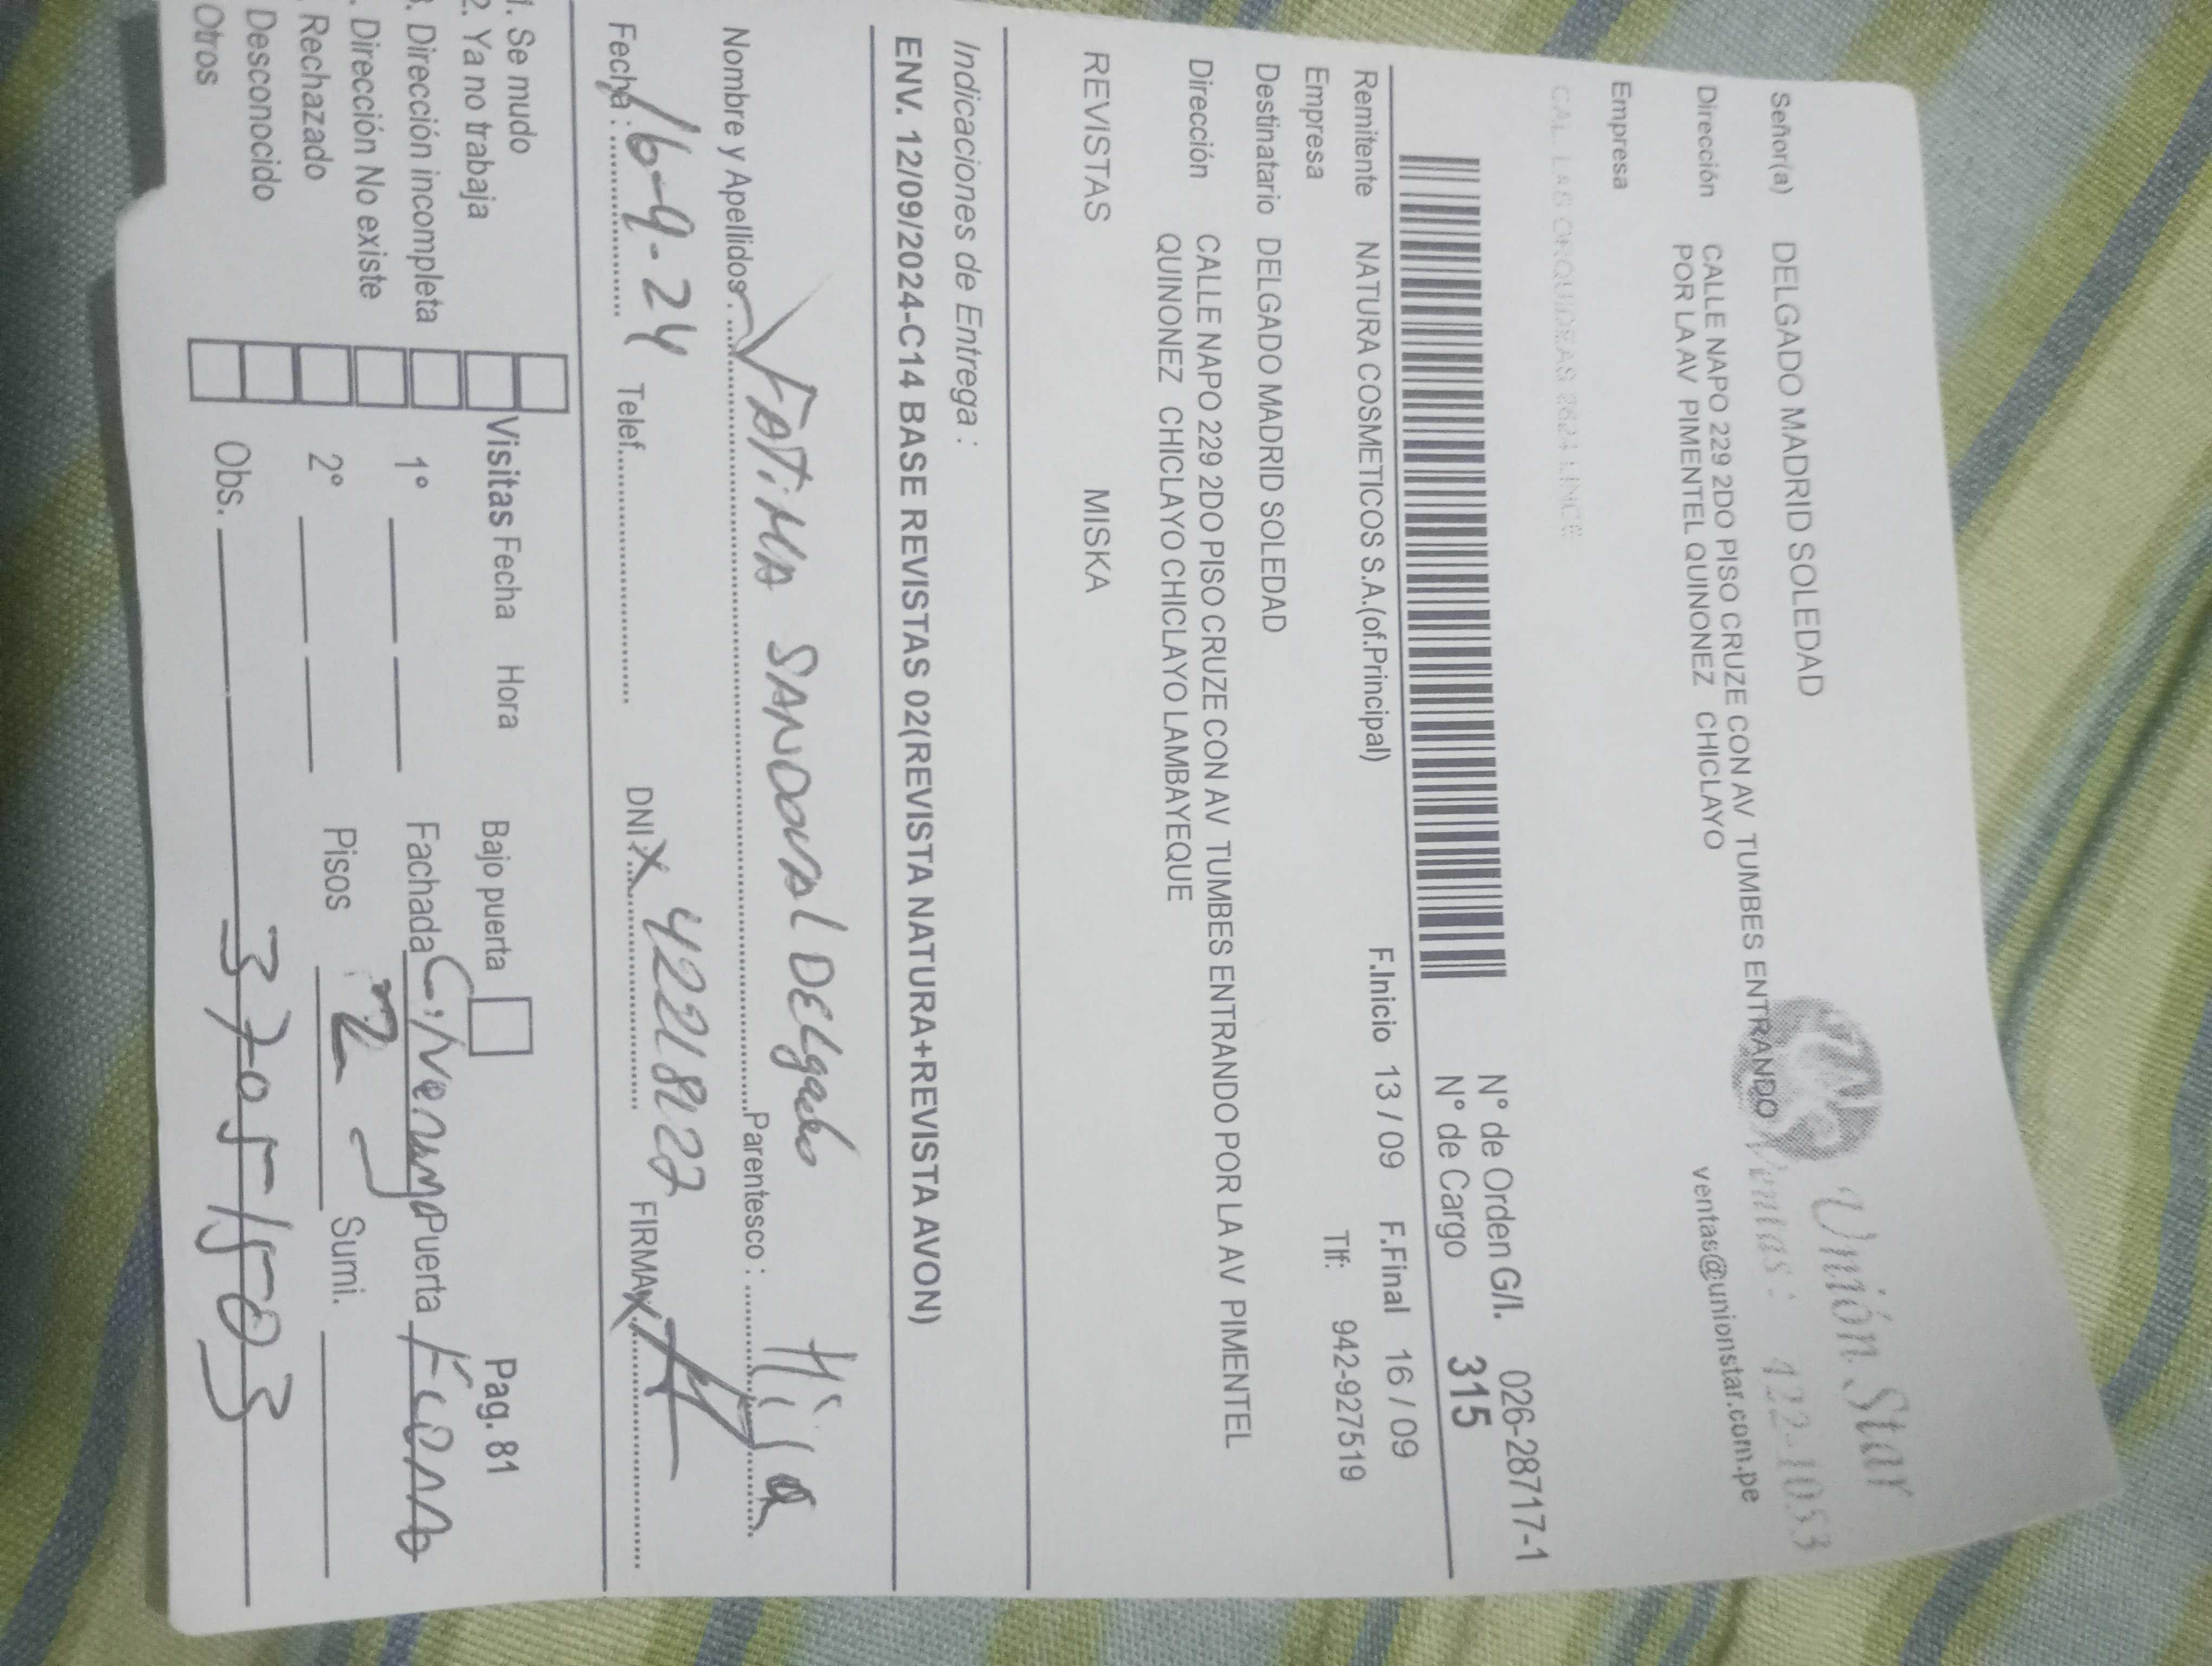 Unión Star
Ventas: 422-1053
ventas@unionstar.com.pe
Señor(a) DELGADO MADRID SOLEDAD
Dirección CALLE NAPO 229 2DO PISO CRUZE CON AV TUMBES ENTRANDO
POR LA AV PIMENTEL QUINONEZ CHICLAYO
Empresa
CAL. LAS ORQUIDEAS 2624 LINCE
N° de Orden G/I. 026-28717-1
N° de Cargo 315
Remitente NATURA COSMETICOS S.A.(of.Principal) F.Inicio 13 / 09 F.Final 16 / 09
Empresa Tlf: 942-927519
Destinatario DELGADO MADRID SOLEDAD
Dirección CALLE NAPO 229 2DO PISO CRUZE CON AV TUMBES ENTRANDO POR LA AV PIMENTEL
QUINONEZ CHICLAYO CHICLAYO LAMBAYEQUE
REVISTAS MISKA
Indicaciones de Entrega :
ENV. 12/09/2024-C14 BASE REVISTAS 02(REVISTA NATURA+REVISTA AVON)
Nombre y Apellidos FATIMA SANDOVAL DELgado Parentesco : Hija
Fecha : 16-9-24 Telef. DNI X 42218227 FIRMA X
1. Se mudo
2. Ya no trabaja
3. Dirección incompleta
. Dirección No existe
. Rechazado
Desconocido
Otros
Visitas Fecha Hora
1°
2°
Obs. 37051503
Bajo puerta Pag. 81
Fachada Puerta
Pisos 2 Sumi.